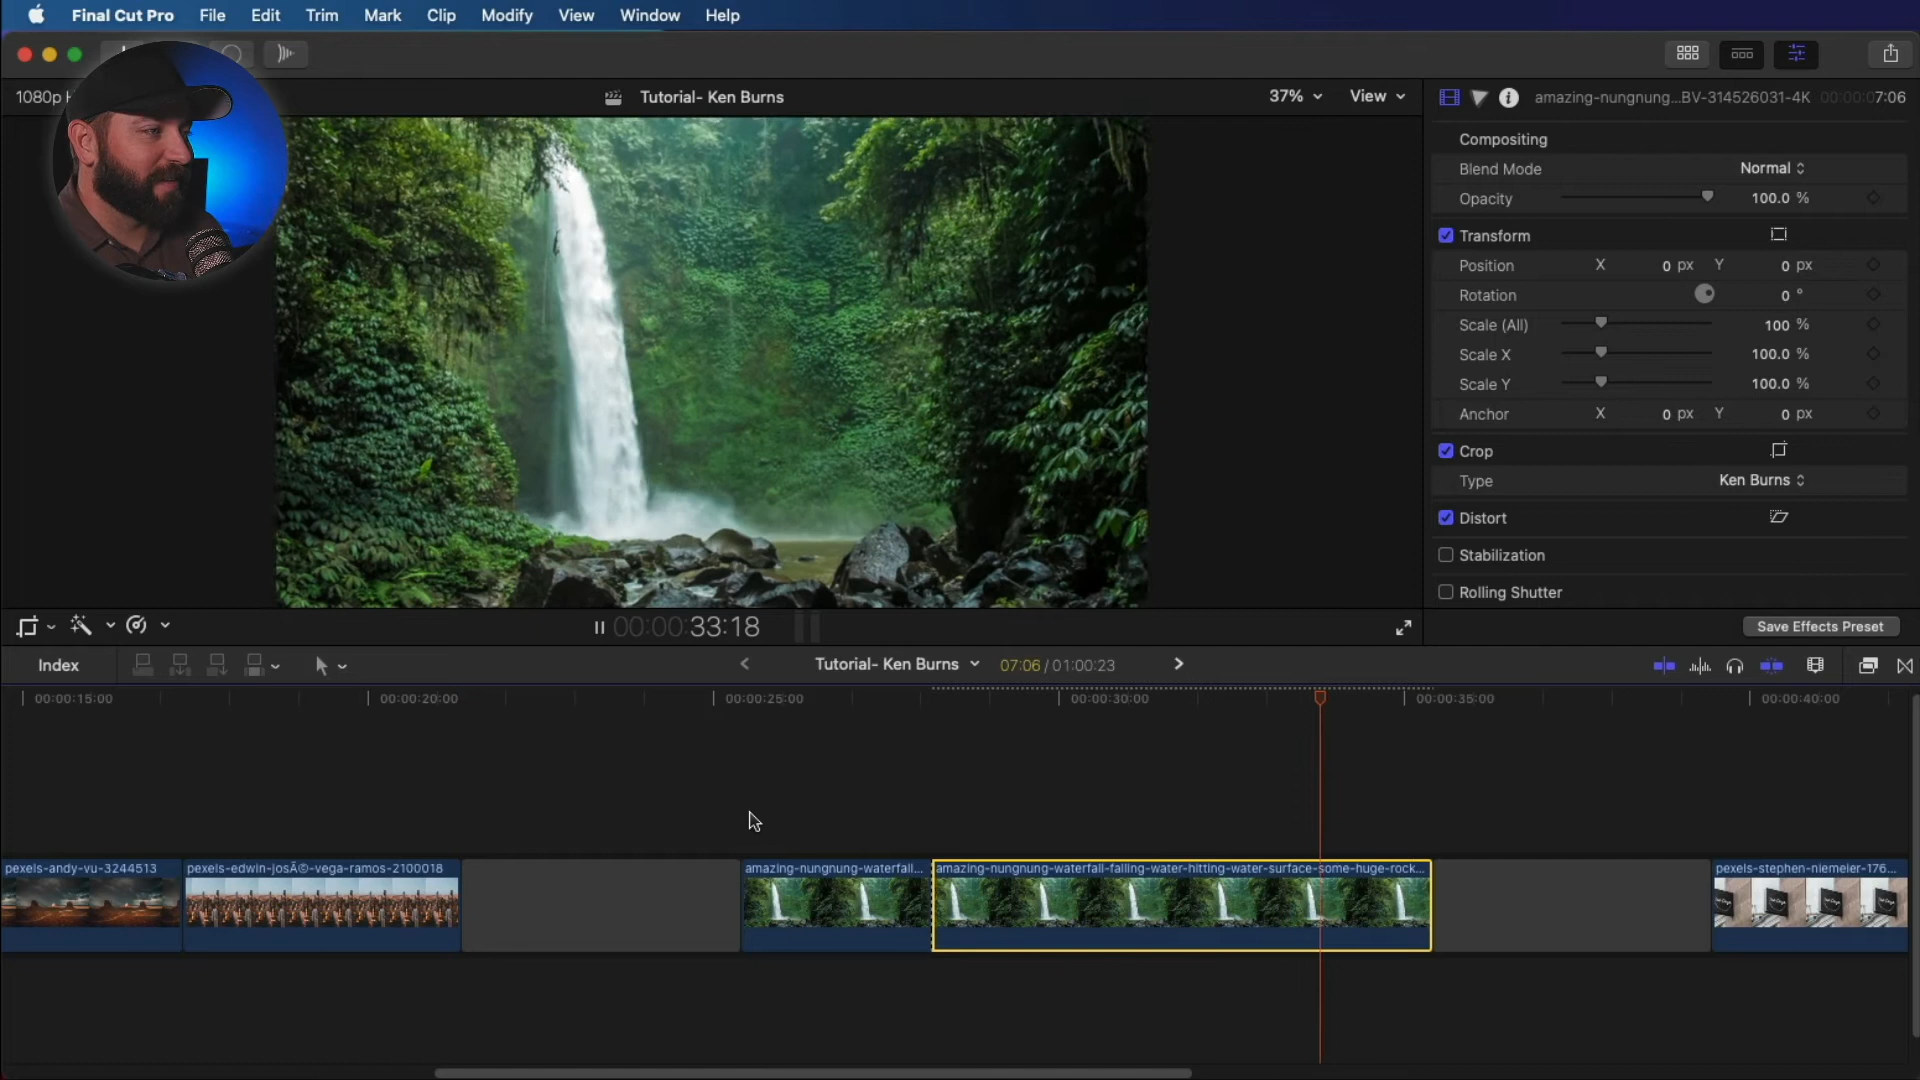 Final Cut Pro File Edit Trim Mark Clip Modify View Window Help
1080p H
Tutorial- Ken Burns
37% View
amazing-nungnung...BV-314526031-4K 00:00:07:06
Compositing
Blend Mode Normal
Opacity 100.0 %
Transform
Position X 0 px Y 0 px
Rotation 0 °
Scale (All) 100 %
Scale X 100.0 %
Scale Y 100.0 %
Anchor X 0 px Y 0 px
Crop
Type Ken Burns
Distort
Stabilization
Rolling Shutter
00:00:33:18
Save Effects Preset
Index
Tutorial- Ken Burns 07:06 / 01:00:23
00:00:15:00 00:00:20:00 00:00:25:00 00:00:30:00 00:00:35:00 00:00:40:00
pexels-andy-vu-3244513
pexels-edwin-josÃ©-vega-ramos-2100018
amazing-nungnung-waterfall...
amazing-nungnung-waterfall-falling-water-hitting-water-surface-some-huge-rock...
pexels-stephen-niemeier-176...